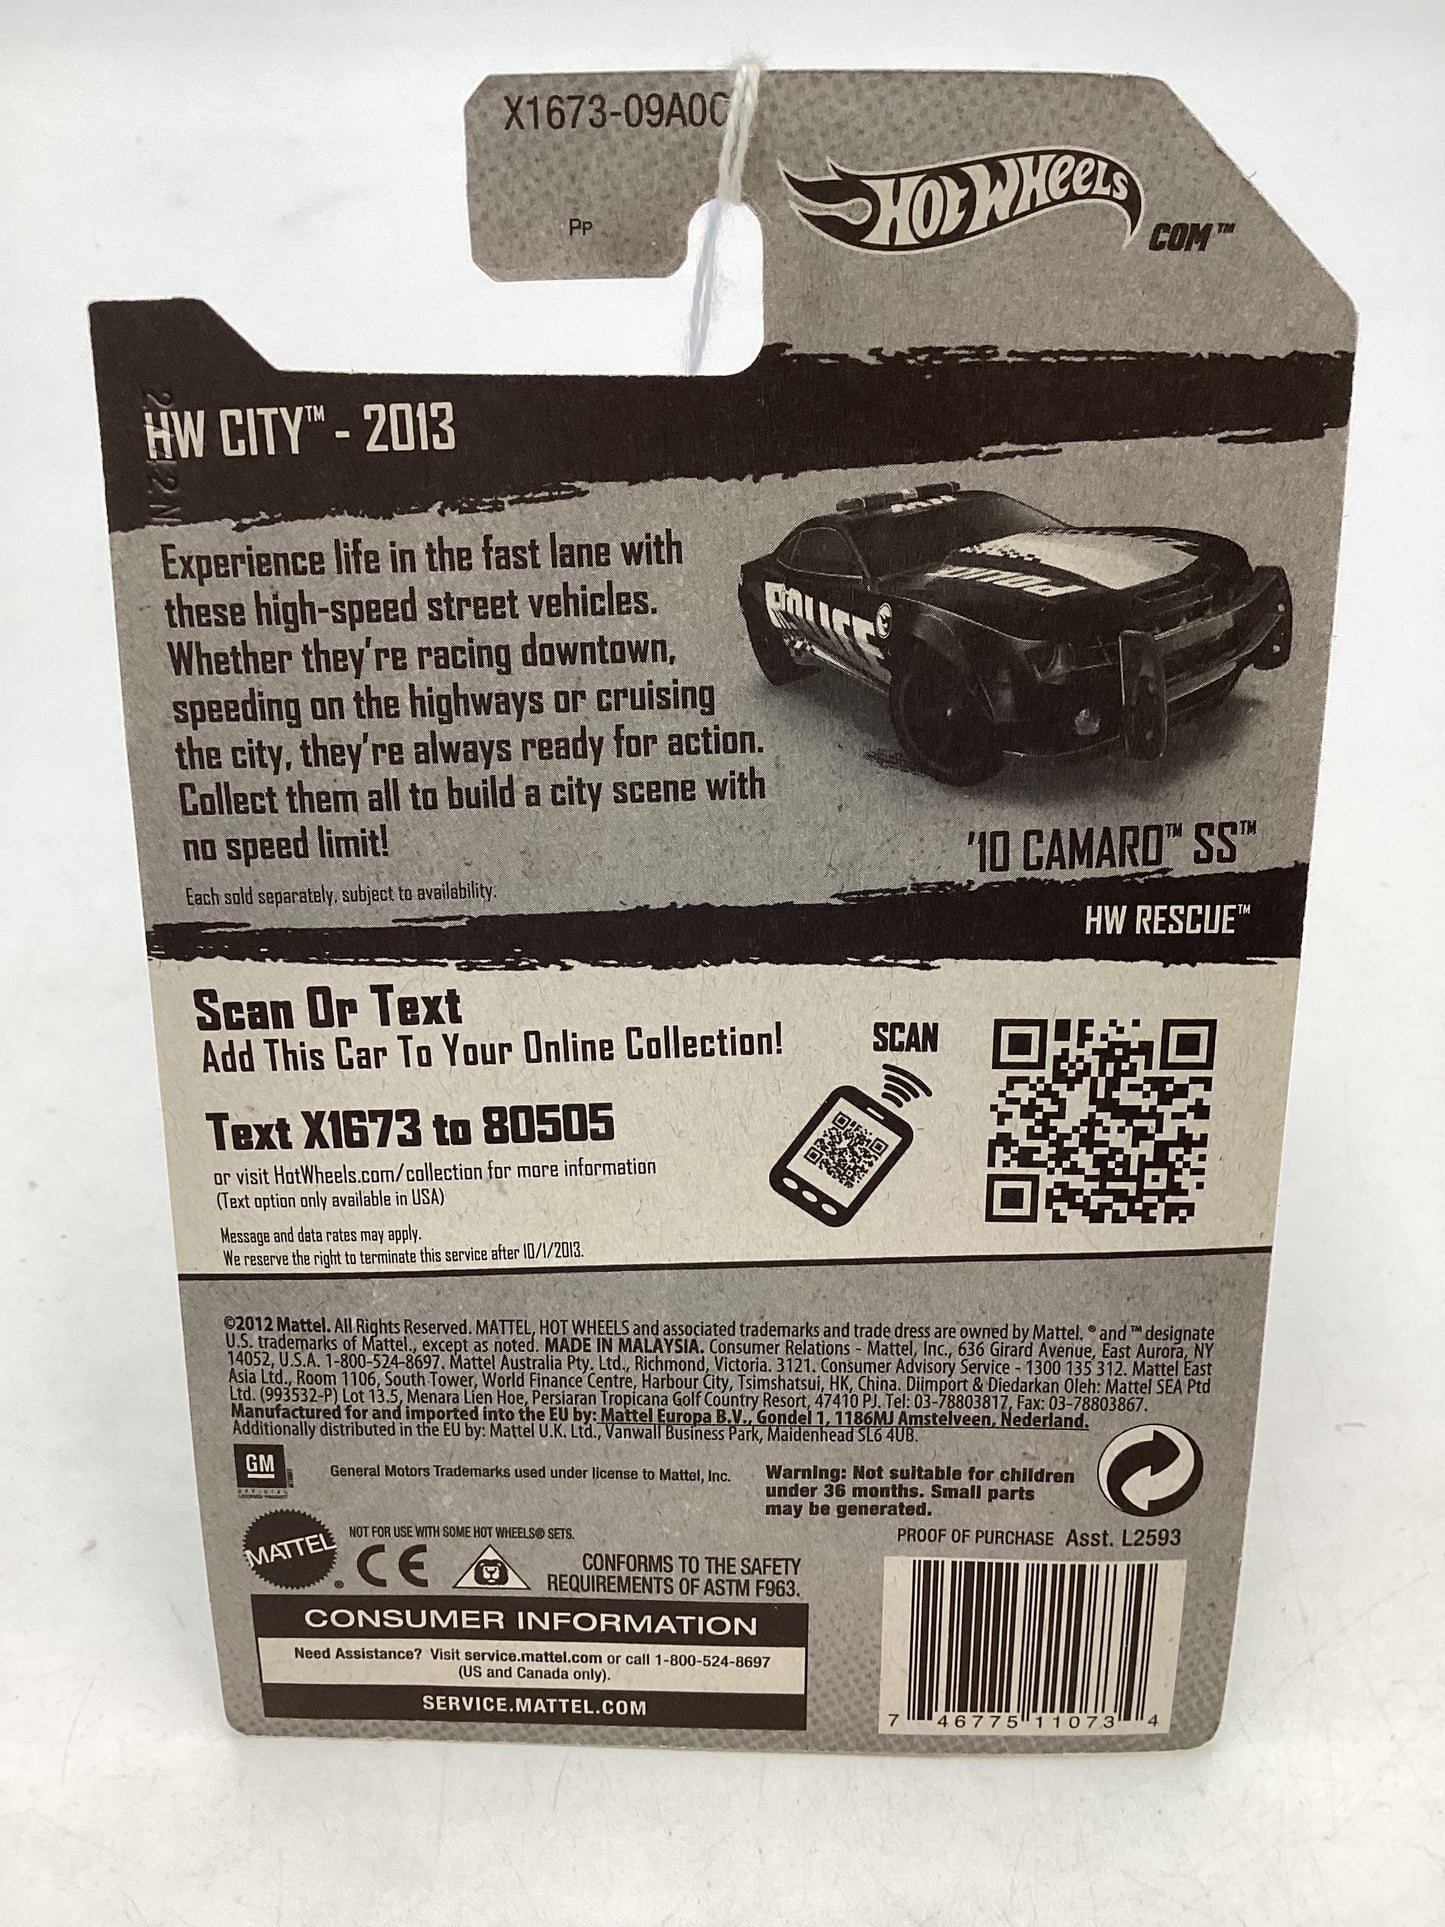 X1673-09A0
Pp
HOT WHEELS
.COM™
HW CITY™ - 2013
Experience life in the fast lane with
these high-speed street vehicles.
Whether they're racing downtown,
speeding on the highways or cruising
the city, they're always ready for action.
Collect them all to build a city scene with
no speed limit!
Each sold separately, subject to availability.
POLICE
POLICE
'10 CAMARO™ SS™
HW RESCUE™
Scan Or Text
Add This Car To Your Online Collection!
SCAN
Text X1673 to 80505
or visit HotWheels.com/collection for more information
(Text option only available in USA)
Message and data rates may apply.
We reserve the right to terminate this service after 10/1/2013.
©2012 Mattel. All Rights Reserved. MATTEL, HOT WHEELS and associated trademarks and trade dress are owned by Mattel. ® and ™ designate
U.S. trademarks of Mattel., except as noted. MADE IN MALAYSIA. Consumer Relations - Mattel, Inc., 636 Girard Avenue, East Aurora, NY
14052, U.S.A. 1-800-524-8697. Mattel Australia Pty. Ltd., Richmond, Victoria. 3121. Consumer Advisory Service - 1300 135 312. Mattel East
Asia Ltd., Room 1106, South Tower, World Finance Centre, Harbour City, Tsimshatsui, HK, China. Diimport & Diedarkan Oleh: Mattel SEA Ptd
Ltd. (993532-P) Lot 13.5, Menara Lien Hoe, Persiaran Tropicana Golf Country Resort, 47410 PJ. Tel: 03-78803817, Fax: 03-78803867.
Manufactured for and imported into the EU by: Mattel Europa B.V., Gondel 1, 1186MJ Amstelveen, Nederland.
Additionally distributed in the EU by: Mattel U.K. Ltd., Vanwall Business Park, Maidenhead SL6 4UB.
GM
OFFICIAL
LICENSED PRODUCT
General Motors Trademarks used under license to Mattel, Inc.
Warning: Not suitable for children
under 36 months. Small parts
may be generated.
MATTEL ®
NOT FOR USE WITH SOME HOT WHEELS® SETS.
CE
CONFORMS TO THE SAFETY
REQUIREMENTS OF ASTM F963.
PROOF OF PURCHASE Asst. L2593
CONSUMER INFORMATION
Need Assistance? Visit service.mattel.com or call 1-800-524-8697
(US and Canada only).
SERVICE.MATTEL.COM
7 46775 11073 4